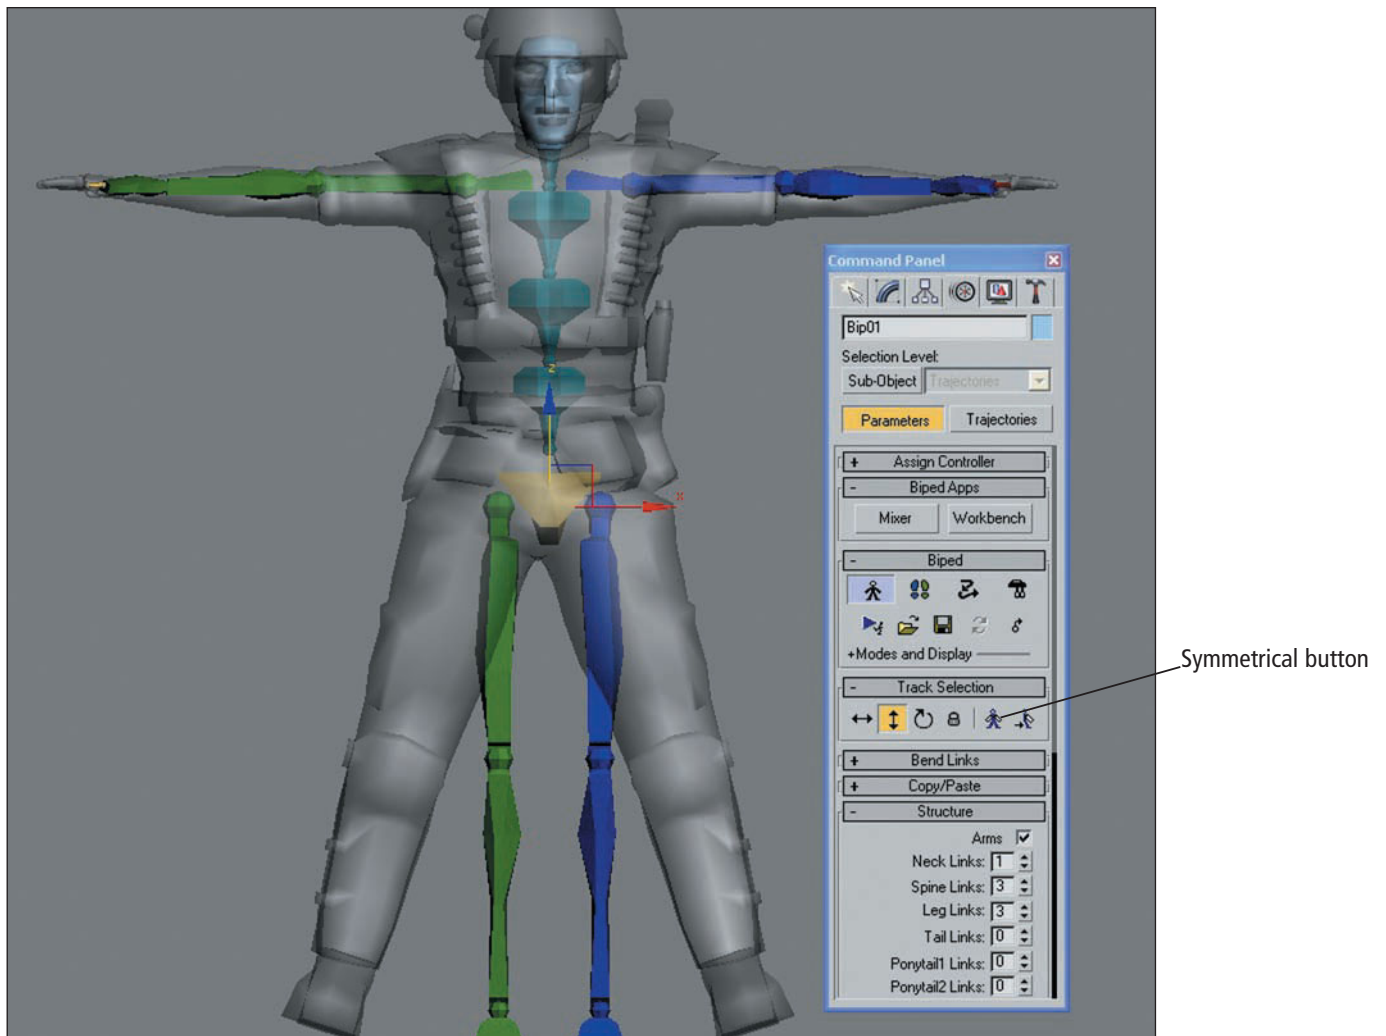 Command Panel
Bip01
Selection Level:
Sub-Object Trajectories
Parameters Trajectories
+ Assign Controller
- Biped Apps
Mixer Workbench
- Biped
+Modes and Display
- Track Selection
+ Bend Links
+ Copy/Paste
- Structure
Arms
Neck Links: 1
Spine Links: 3
Leg Links: 3
Tail Links: 0
Ponytail1 Links: 0
Ponytail2 Links: 0
Symmetrical button
z
x